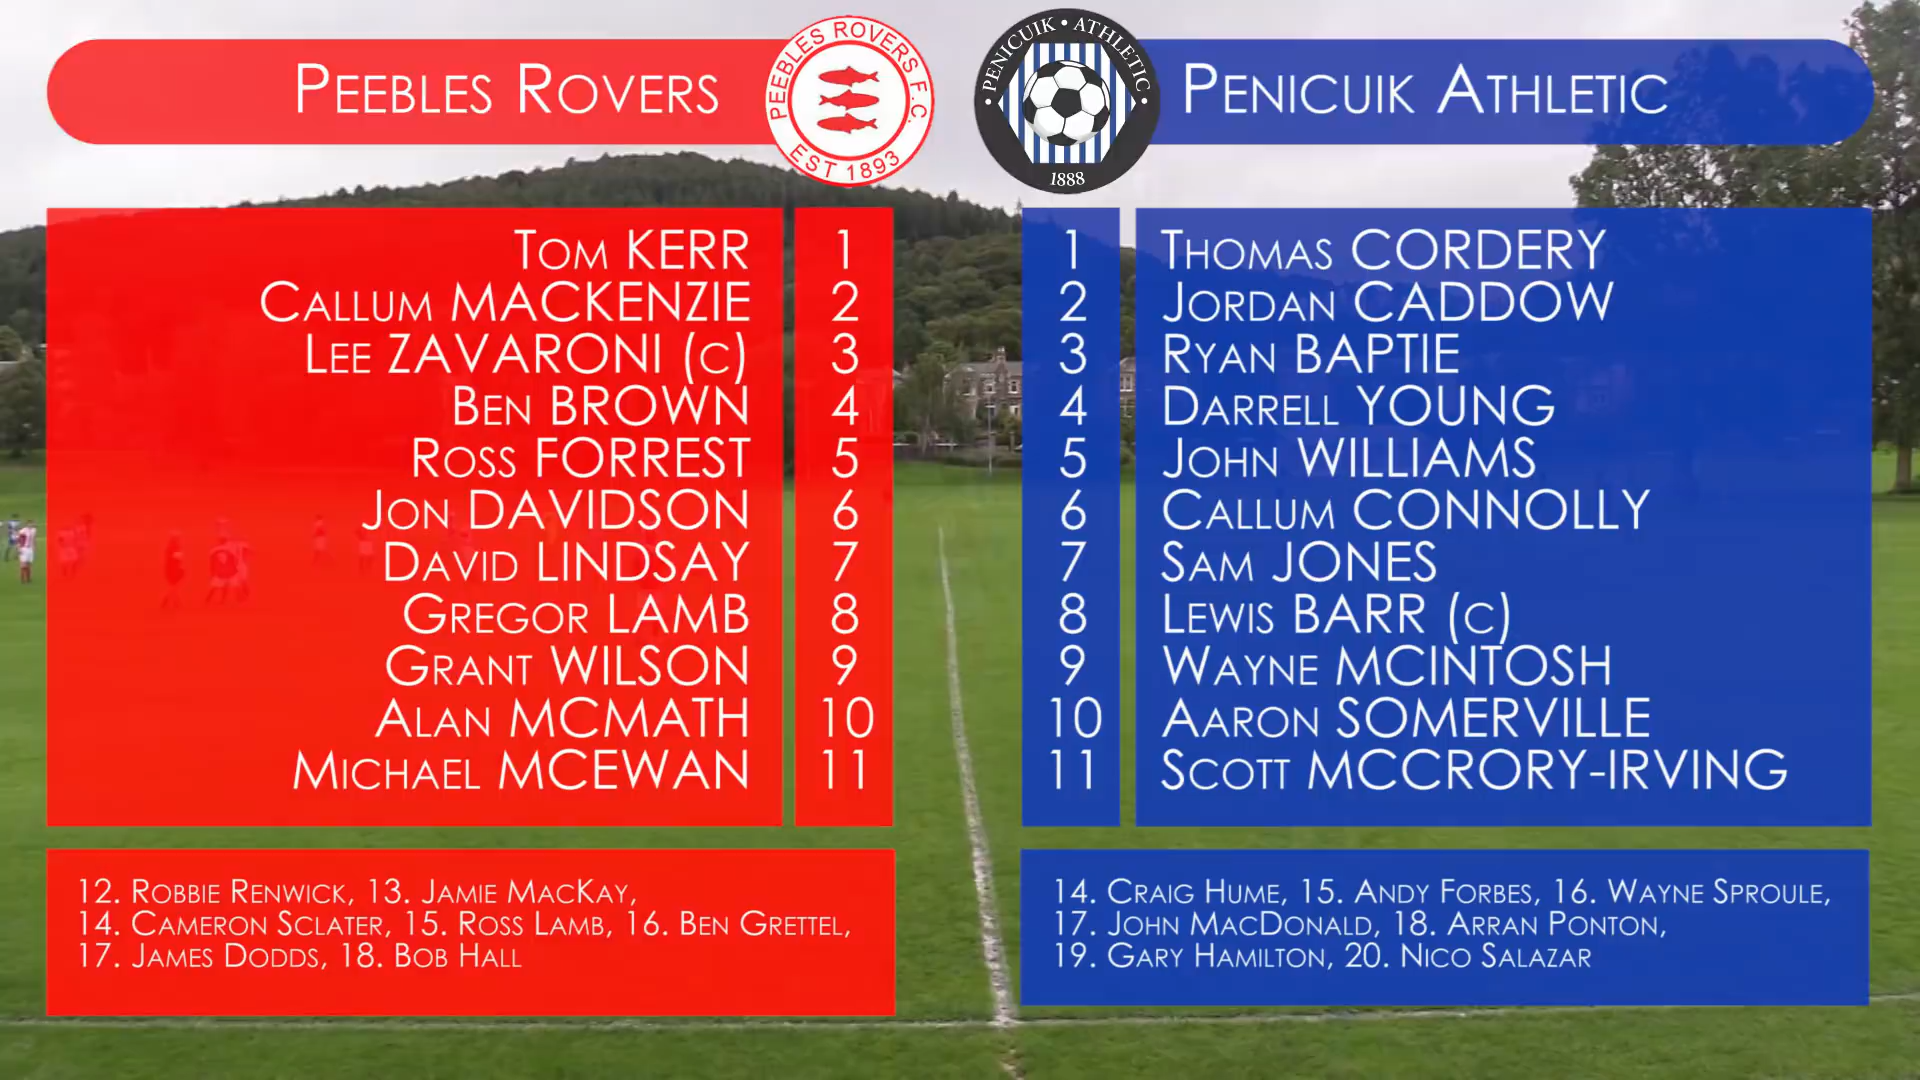 Peebles Rovers
PEEBLES ROVERS F.C.
EST 1893
PENICUIK • ATHLETIC
1888
Penicuik Athletic
Tom KERR 1
Callum MACKENZIE 2
Lee ZAVARONI (c) 3
Ben BROWN 4
Ross FORREST 5
Jon DAVIDSON 6
David LINDSAY 7
Gregor LAMB 8
Grant WILSON 9
Alan MCMATH 10
Michael MCEWAN 11
12. Robbie Renwick, 13. Jamie MacKay,
14. Cameron Sclater, 15. Ross Lamb, 16. Ben Grettel,
17. James Dodds, 18. Bob Hall
1 Thomas CORDERY
2 Jordan CADDOW
3 Ryan BAPTIE
4 Darrell YOUNG
5 John WILLIAMS
6 Callum CONNOLLY
7 Sam JONES
8 Lewis BARR (c)
9 Wayne MCINTOSH
10 Aaron SOMERVILLE
11 Scott MCCRORY-IRVING
14. Craig Hume, 15. Andy Forbes, 16. Wayne Sproule,
17. John MacDonald, 18. Arran Ponton,
19. Gary Hamilton, 20. Nico Salazar